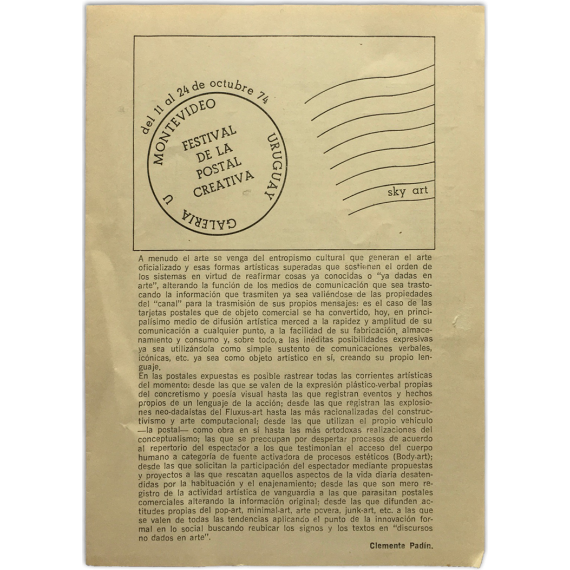 del 11 al 24 de octubre 74
MONTEVIDEO
URUGUAY
GALERIA U
FESTIVAL
DE LA
POSTAL
CREATIVA
sky art
A menudo el arte se venga del entropismo cultural que generan el arte
oficializado y esas formas artísticas superadas que sostienen el orden de
los sistemas en virtud de reafirmar cosas ya conocidas o "ya dadas en
arte", alterando la función de los medios de comunicación que sea trasto-
cando la información que trasmiten ya sea valiéndose de las propiedades
del "canal" para la trasmisión de sus propios mensajes: es el caso de las
tarjetas postales que de objeto comercial se ha convertido, hoy, en princi-
palísimo medio de difusión artística merced a la rapidez y amplitud de su
comunicación a cualquier punto, a la facilidad de su fabricación, almace-
namiento y consumo y, sobre todo, a las inéditas posibilidades expresivas
ya sea utilizándola como simple sustento de comunicaciones verbales,
icónicas, etc. ya sea como objeto artístico en sí, creando su propio len-
guaje.
En las postales expuestas es posible rastrear todas las corrientes artísticas
del momento: desde las que se valen de la expresión plástico-verbal propias
del concretismo y poesía visual hasta las que registran eventos y hechos
propios de un lenguaje de la acción; desde las que registran las explosio-
nes neo-dadaístas del Fluxus-art hasta las más racionalizadas del construc-
tivismo y arte computacional; desde las que utilizan el propio vehículo
—la postal— como obra en sí hasta las más ortodoxas realizaciones del
conceptualismo; las que se preocupan por despertar procesos de acuerdo
al repertorio del espectador a los que testimonian el acceso del cuerpo
humano a categoría de fuente activadora de procesos estéticos (Body-art);
desde las que solicitan la participación del espectador mediante propuestas
y proyectos a las que rescatan aquellos aspectos de la vida diaria desaten-
didas por la habituación y el enajenamiento; desde las que son mero re-
gistro de la actividad artística de vanguardia a las que parasitan postales
comerciales alterando la información original; desde las que difunden ac-
titudes propias del pop-art, minimal-art, arte povera, junk-art, etc. a las que
se valen de todas las tendencias aplicando el punto de la innovación for-
mal en lo social buscando reubicar los signos y los textos en "discursos
no dados en arte".
Clemente Padín.